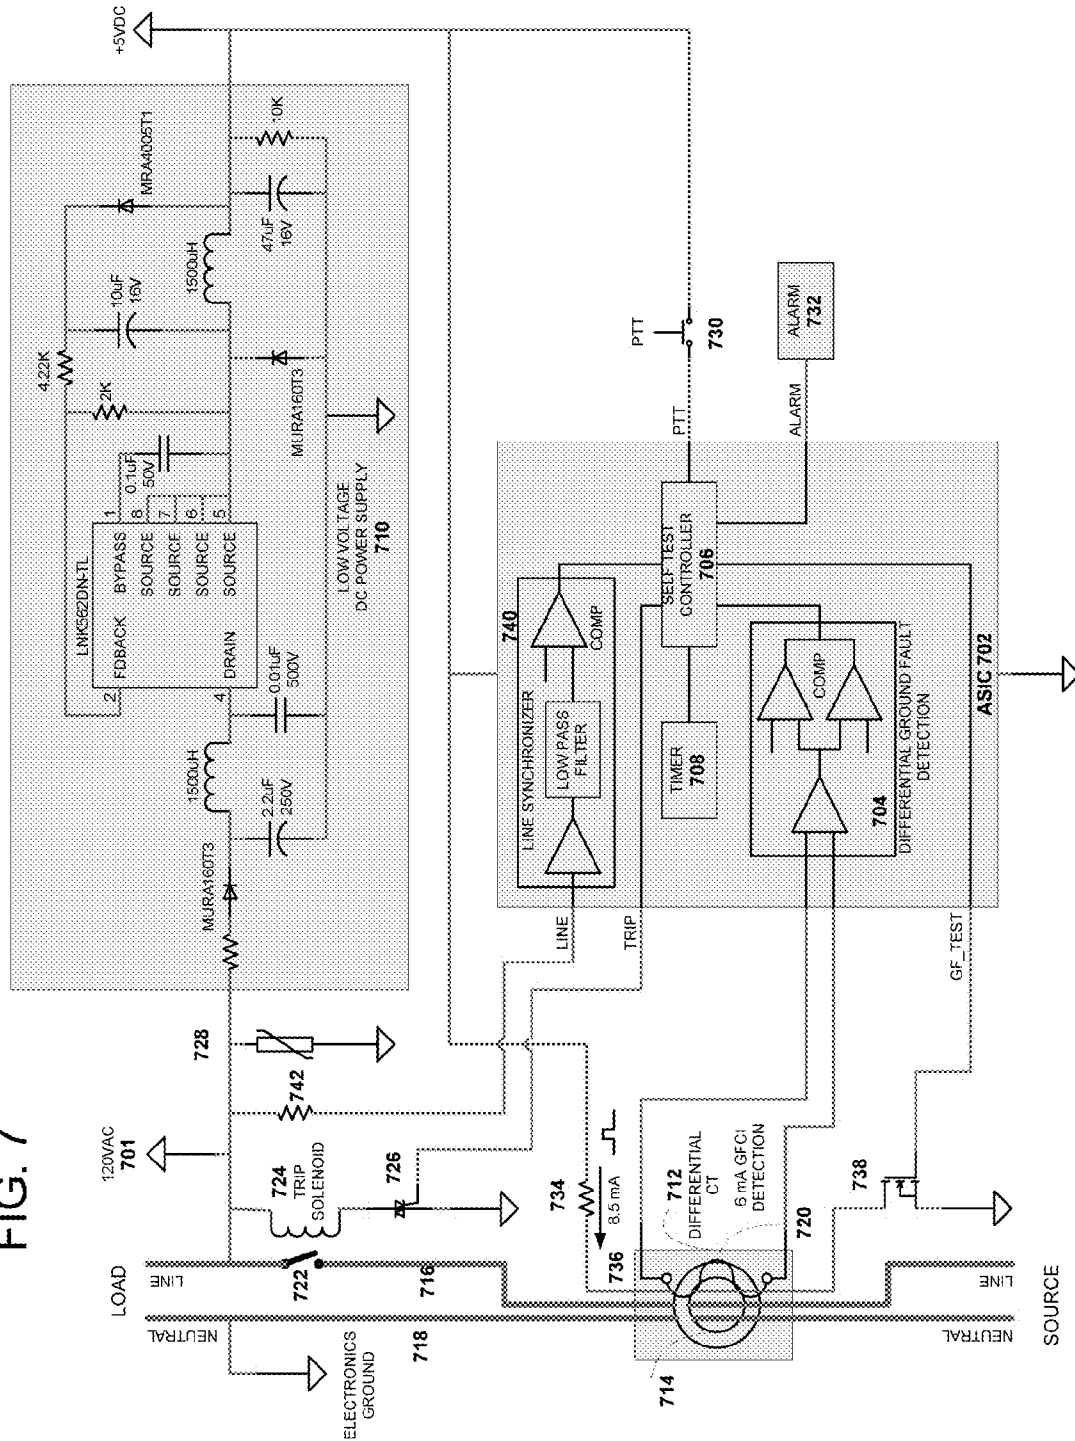 FIG. 7
+5VDC
MRA4005T1
10K
47uF
16V
1500uH
10uF
16V
4.22K
2K
MURA160T3
0.1uF
50V
LNK562DN-TL
1
8
7
6
5
BYPASS
SOURCE
SOURCE
SOURCE
SOURCE
FDBACK
DRAIN
2
4
LOW VOLTAGE
DC POWER SUPPLY
710
0.01uF
500V
1500uH
2.2uF
250V
MURA160T3
728
742
120VAC
701
724
TRIP
SOLENOID
726
LOAD
LINE
NEUTRAL
722
716
718
ELECTRONICS
GROUND
PTT
730
ALARM
732
PTT
ALARM
SELF TEST
CONTROLLER
706
740
COMP
LINE SYNCHRONIZER
LOW PASS
FILTER
TIMER
708
COMP
704
DIFFERENTIAL GROUND FAULT
DETECTION
ASIC 702
LINE
TRIP
GF_TEST
734
8.5 mA
736
712
DIFFERENTIAL
CT
6 mA GFCI
DETECTION
720
738
714
LINE
NEUTRAL
SOURCE